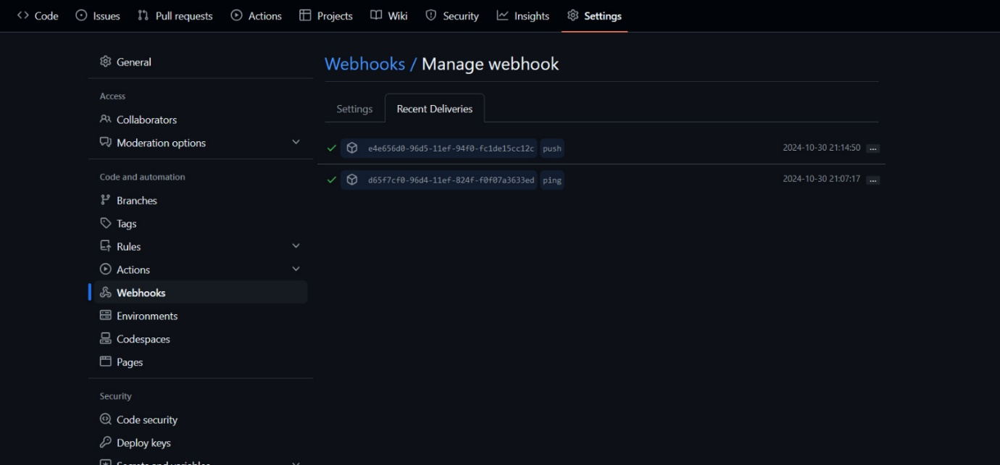 Code Issues Pull requests Actions Projects Wiki Security Insights Settings
General
Access
Collaborators
Moderation options
Code and automation
Branches
Tags
Rules
Actions
Webhooks
Environments
Codespaces
Pages
Security
Code security
Deploy keys
Secrets and variables
Webhooks / Manage webhook
Settings Recent Deliveries
e4e656d0-96d5-11ef-94f0-fc1de15cc12c push 2024-10-30 21:14:50 ...
d65f7cf0-96d4-11ef-824f-f0f07a3633ed ping 2024-10-30 21:07:17 ...